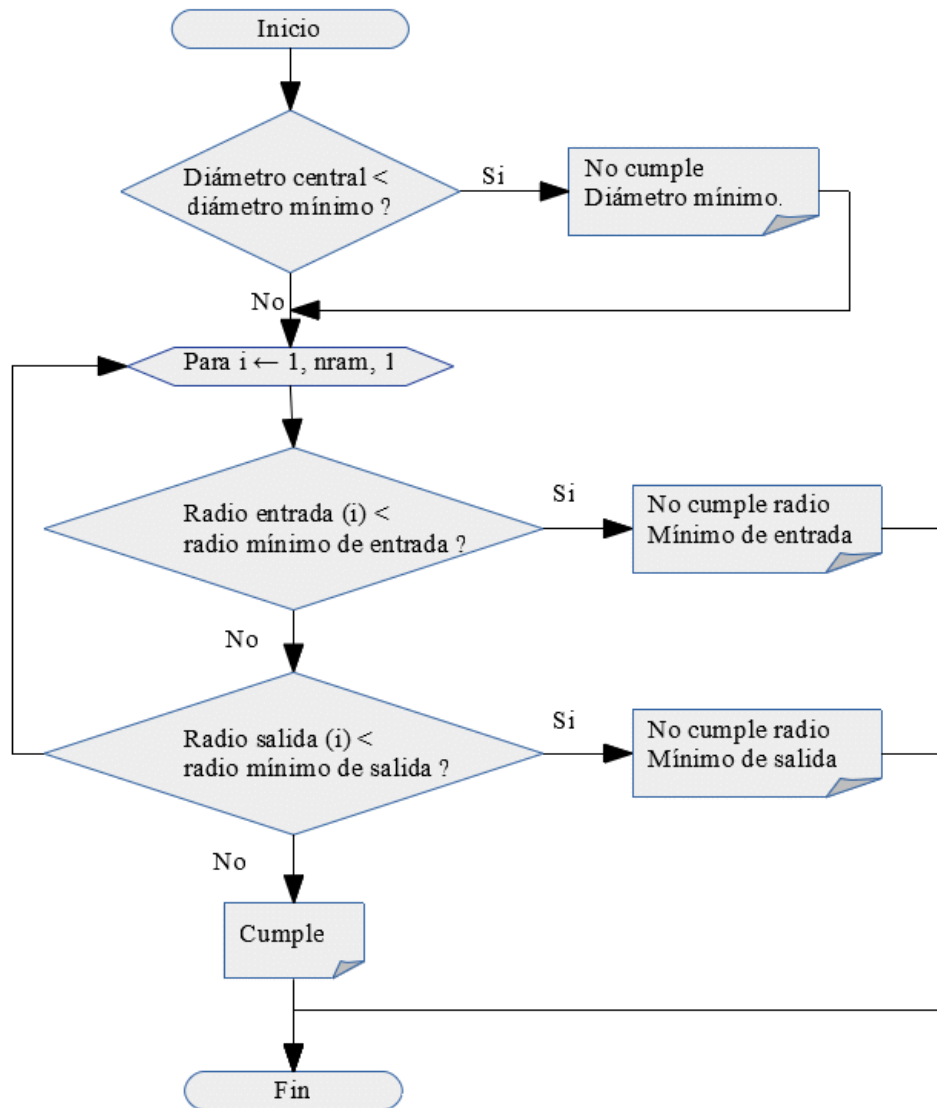 Inicio
Diámetro central <
diámetro mínimo ?
Si
No cumple
Diámetro mínimo.
No
Para i ← 1, nram, 1
Radio entrada (i) <
radio mínimo de entrada ?
Si
No cumple radio
Mínimo de entrada
No
Radio salida (i) <
radio mínimo de salida ?
Si
No cumple radio
Mínimo de salida
No
Cumple
Fin